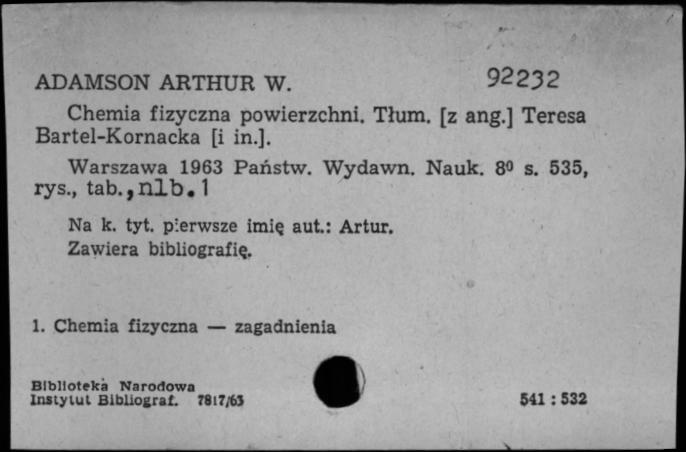 ADAMSON ARTHUR W. 92232
Chemia fizyczna powierzchni. Tłum. [z ang.] Teresa
Bartel-Kornacka [i in.].
Warszawa 1963 Państw. Wydawn. Nauk. 8⁰ s. 535,
rys., tab., nlb. 1
Na k. tyt. pierwsze imię aut.: Artur.
Zawiera bibliografię.
1. Chemia fizyczna — zagadnienia
Biblioteka Narodowa
Instytut Bibliograf. 7817/63 541 : 532